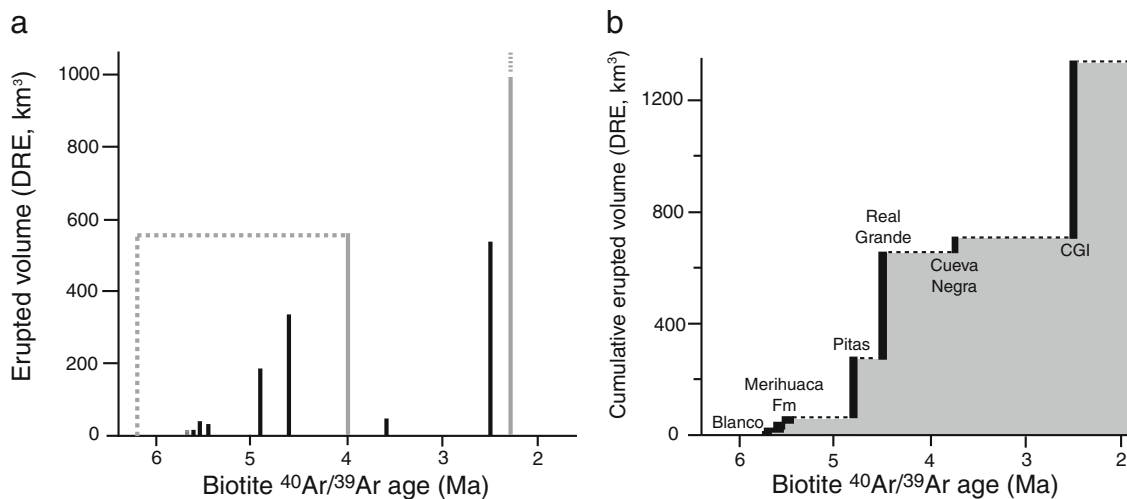 a
Erupted volume (DRE, km³)
1000
800
600
400
200
0
6
5
4
3
2
Biotite ⁴⁰Ar/³⁹Ar age (Ma)
b
Cumulative erupted volume (DRE, km³)
1200
800
400
0
Real
Grande
Cueva
Negra
CGI
Pitas
Merihuaca
Fm
Blanco
6
5
4
3
2
Biotite ⁴⁰Ar/³⁹Ar age (Ma)